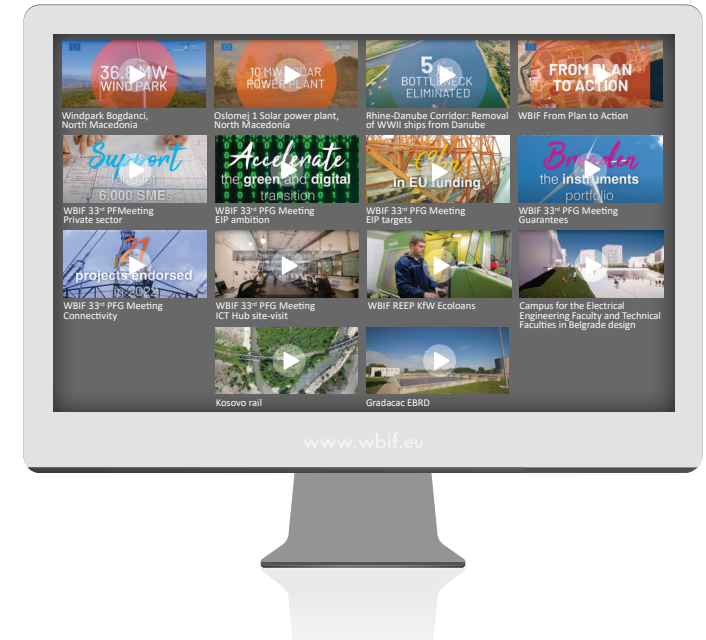 36.8 MW
WIND PARK
Windpark Bogdanci,
North Macedonia
10 MW SOLAR
POWER PLANT
Oslomej 1 Solar power plant,
North Macedonia
5
BOTTLENECK
ELIMINATED
Rhine-Danube Corridor: Removal
of WWII ships from Danube
FROM PLAN
TO ACTION
WBIF From Plan to Action
Support
for over
6.000 SMEs
WBIF 33rd PFMeeting
Private sector
Accelerate
the green and digital
transition
WBIF 33rd PFG Meeting
EIP ambition
in EU funding
WBIF 33rd PFG Meeting
EIP targets
Broaden
the instruments
portfolio
WBIF 33rd PFG Meeting
Guarantees
21
projects endorsed
in 2022
WBIF 33rd PFG Meeting
Connectivity
WBIF 33rd PFG Meeting
ICT Hub site-visit
WBIF REEP KfW Ecoloans
Campus for the Electrical
Engineering Faculty and Technical
Faculties in Belgrade design
Kosovo rail
Gradacac EBRD
www.wbif.eu